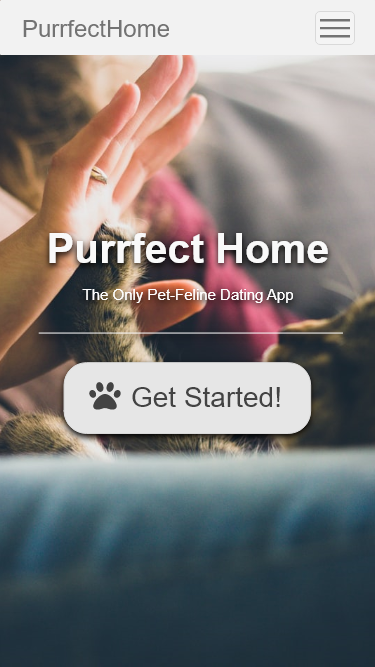 PurrfectHome
Purrfect Home
The Only Pet-Feline Dating App
Get Started!